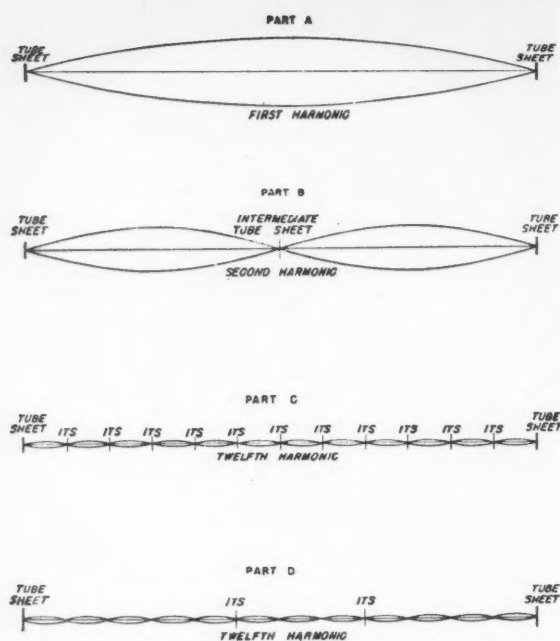 PART A
TUBE
SHEET
TUBE
SHEET
FIRST HARMONIC
PART B
TUBE
SHEET
INTERMEDIATE
TUBE SHEET
TUBE
SHEET
SECOND HARMONIC
PART C
TUBE
SHEET
ITS ITS ITS ITS ITS ITS ITS ITS ITS ITS ITS
TUBE
SHEET
TWELFTH HARMONIC
PART D
TUBE
SHEET
ITS ITS
TUBE
SHEET
TWELFTH HARMONIC